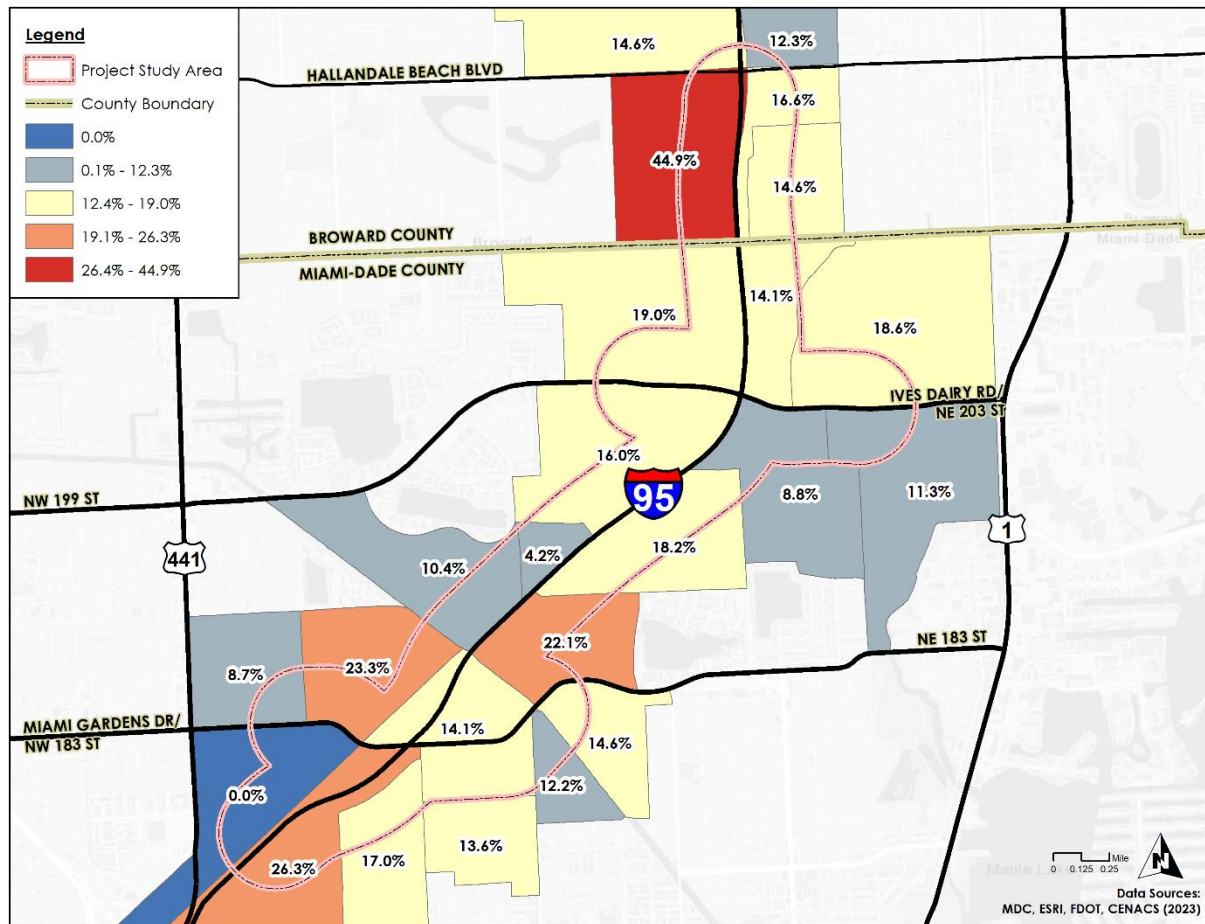 Legend
Project Study Area
County Boundary
0.0%
0.1% - 12.3%
12.4% - 19.0%
19.1% - 26.3%
26.4% - 44.9%
14.6%
12.3%
HALLANDALE BEACH BLVD
16.6%
44.9%
14.6%
BROWARD COUNTY
Broward
Broward
Miami-Dade
MIAMI-DADE COUNTY
14.1%
19.0%
18.6%
IVES DAIRY RD/
NE 203 ST
16.0%
95
NW 199 ST
8.8%
11.3%
1
441
4.2%
18.2%
10.4%
22.1%
NE 183 ST
8.7%
23.3%
MIAMI GARDENS DR/
NW 183 ST
14.1%
14.6%
12.2%
0.0%
13.6%
17.0%
26.3%
0 0.125 0.25
Mile
N
Data Sources:
MDC, ESRI, FDOT, CENACS (2023)